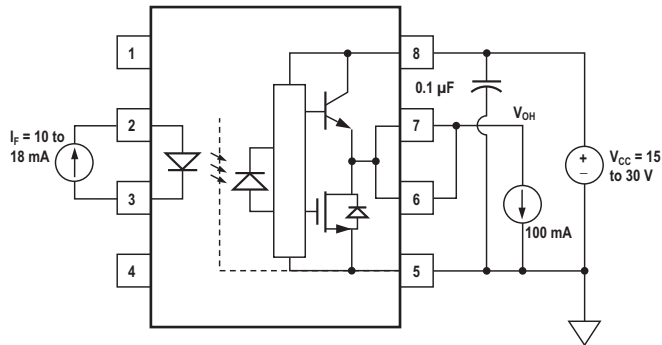 1
8
0.1 µF
I_F = 10 to
18 mA
2
7
V_OH
+
–
V_CC = 15
to 30 V
3
6
100 mA
4
5